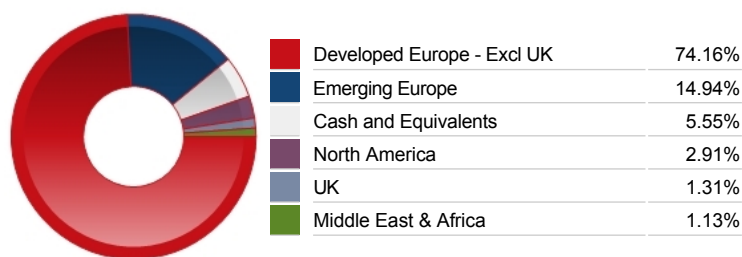 Developed Europe - Excl UK 74.16%
Emerging Europe 14.94%
Cash and Equivalents 5.55%
North America 2.91%
UK 1.31%
Middle East & Africa 1.13%